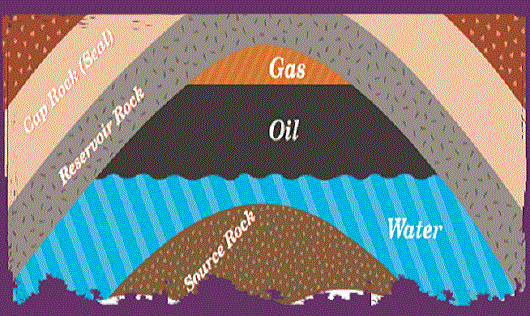 Cap Rock (Seal)
Reservoir Rock
Gas
Oil
Water
Source Rock